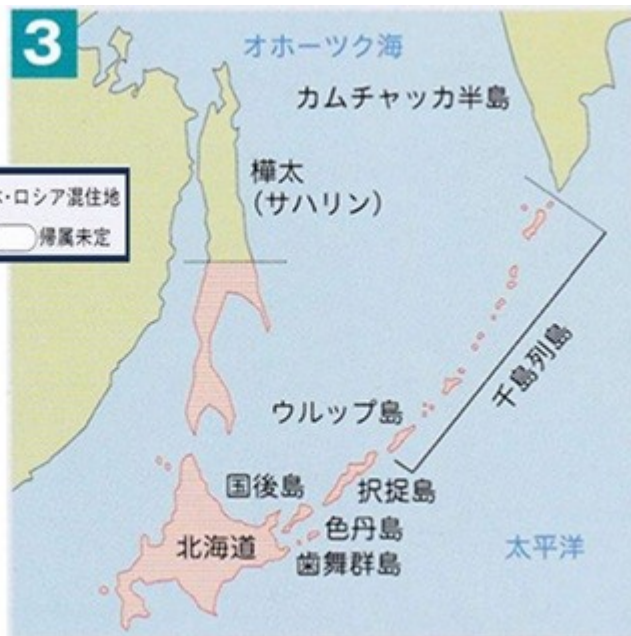 3
オホーツク海
カムチャッカ半島
・ロシア混住地
帰属未定
樺太
(サハリン)
千島列島
ウルップ島
国後島
択捉島
色丹島
北海道
歯舞群島
太平洋